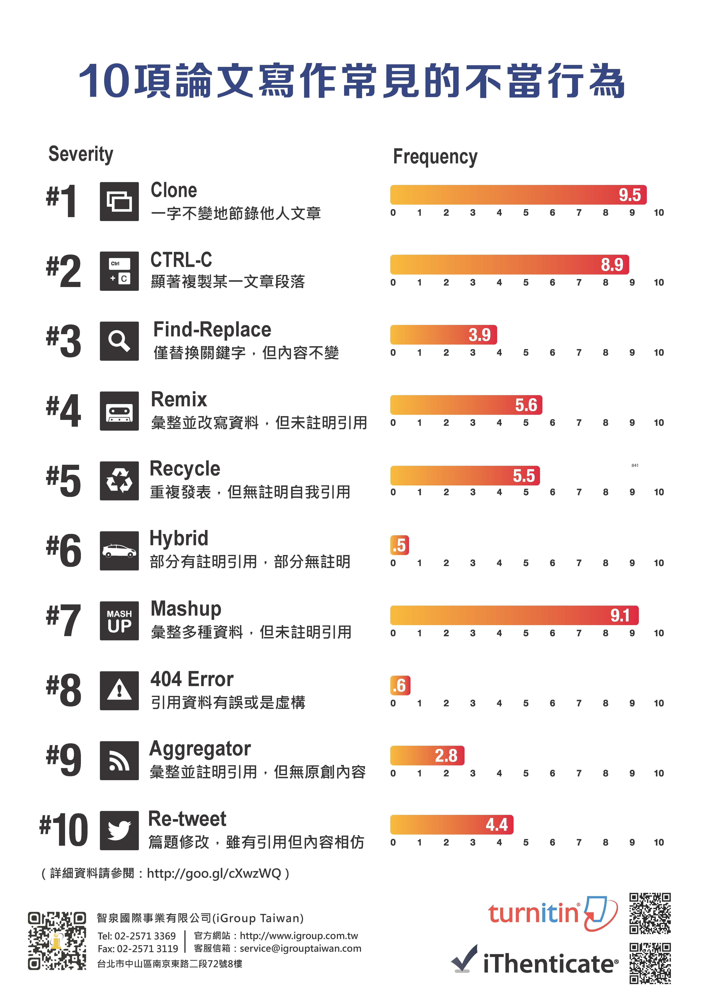 10項論文寫作常見的不當行為
Severity
Frequency
#1
Clone
一字不變地節錄他人文章
9.5
0 1 2 3 4 5 6 7 8 9 10
#2
Ctrl
+ C
CTRL-C
顯著複製某一文章段落
8.9
0 1 2 3 4 5 6 7 8 9 10
#3
Find-Replace
僅替換關鍵字，但內容不變
3.9
0 1 2 3 4 5 6 7 8 9 10
#4
Remix
彙整並改寫資料，但未註明引用
5.6
0 1 2 3 4 5 6 7 8 9 10
#5
Recycle
重複發表，但無註明自我引用
5.5
841
0 1 2 3 4 5 6 7 8 9 10
#6
Hybrid
部分有註明引用，部分無註明
.5
0 1 2 3 4 5 6 7 8 9 10
#7
MASH
UP
Mashup
彙整多種資料，但未註明引用
9.1
0 1 2 3 4 5 6 7 8 9 10
#8
404 Error
引用資料有誤或是虛構
.6
0 1 2 3 4 5 6 7 8 9 10
#9
Aggregator
彙整並註明引用，但無原創內容
2.8
0 1 2 3 4 5 6 7 8 9 10
#10
Re-tweet
篇題修改，雖有引用但內容相仿
4.4
0 1 2 3 4 5 6 7 8 9 10
（詳細資料請參閱：http://goo.gl/cXwzWQ）
智泉國際事業有限公司(iGroup Taiwan)
Tel: 02-2571 3369
Fax: 02-2571 3119
官方網站：http://www.igroup.com.tw
客服信箱：service@igrouptaiwan.com
台北市中山區南京東路二段72號8樓
turnitin®
iThenticate®